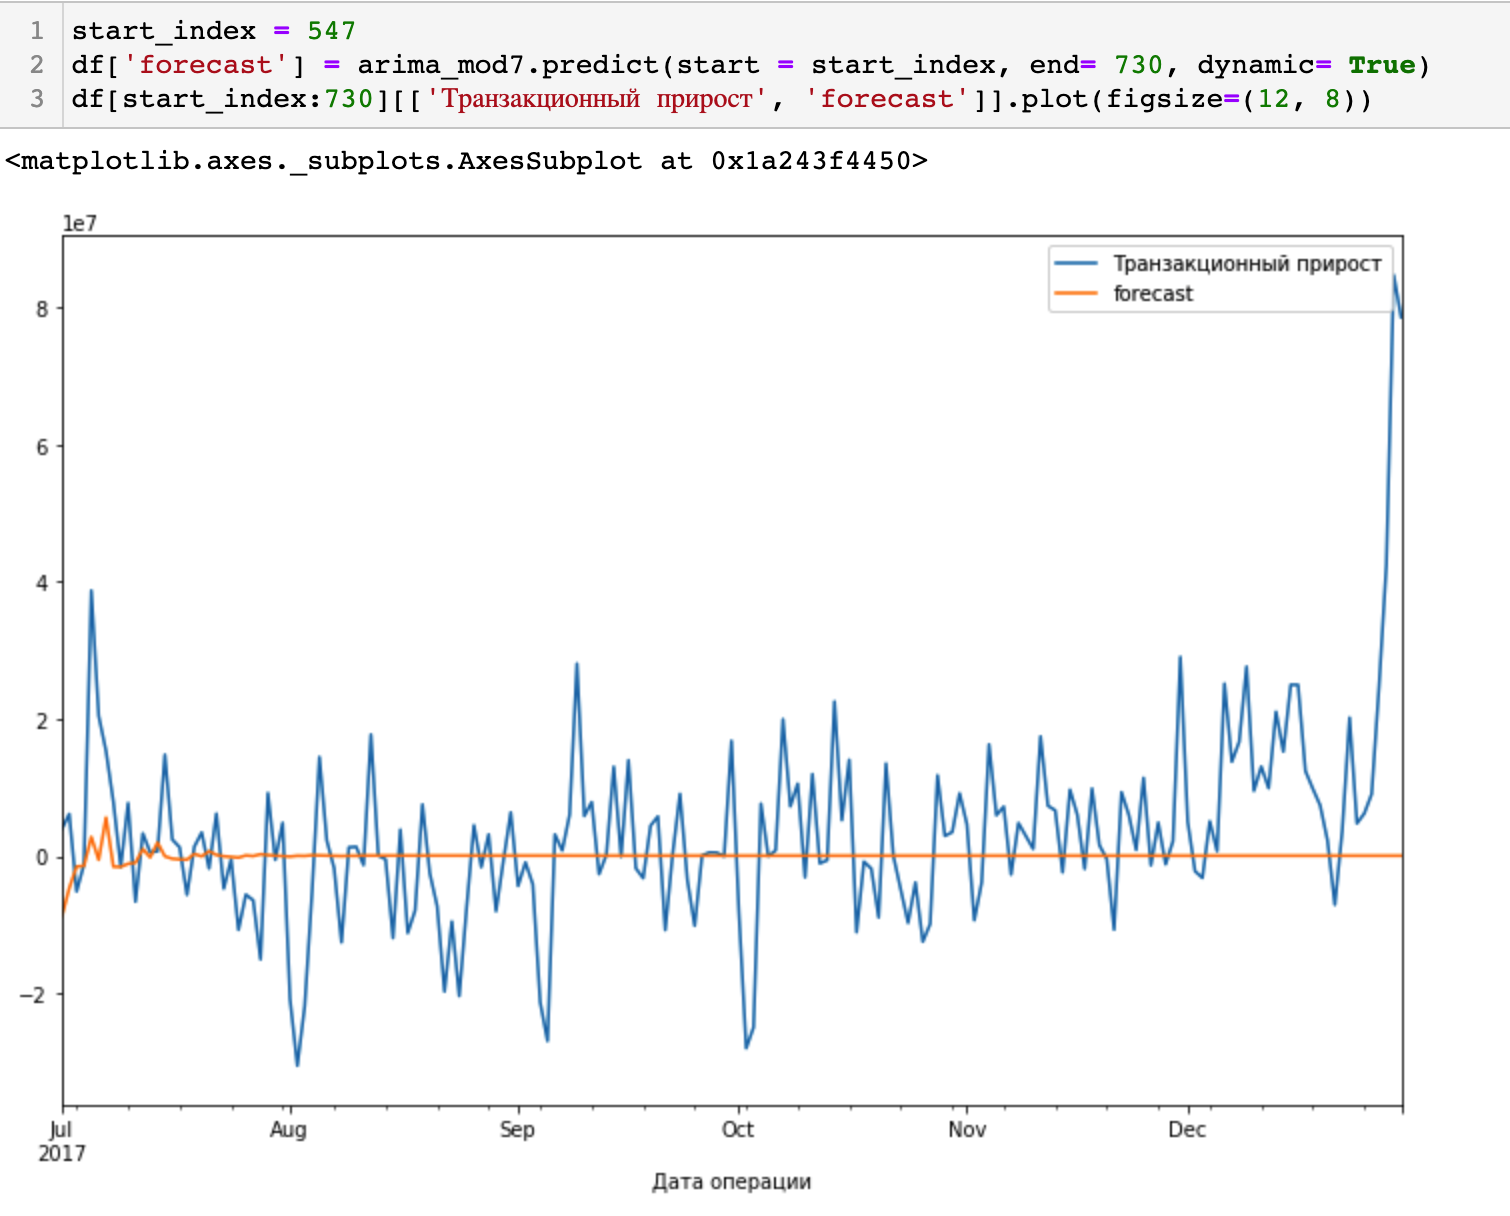 1 start_index = 547
2 df['forecast'] = arima_mod7.predict(start = start_index, end= 730, dynamic= True)
3 df[start_index:730][['Транзакционный прирост', 'forecast']].plot(figsize=(12, 8))
<matplotlib.axes._subplots.AxesSubplot at 0x1a243f4450>
1e7
Транзакционный прирост
forecast
8
6
4
2
0
−2
Jul Aug Sep Oct Nov Dec
2017
Дата операции